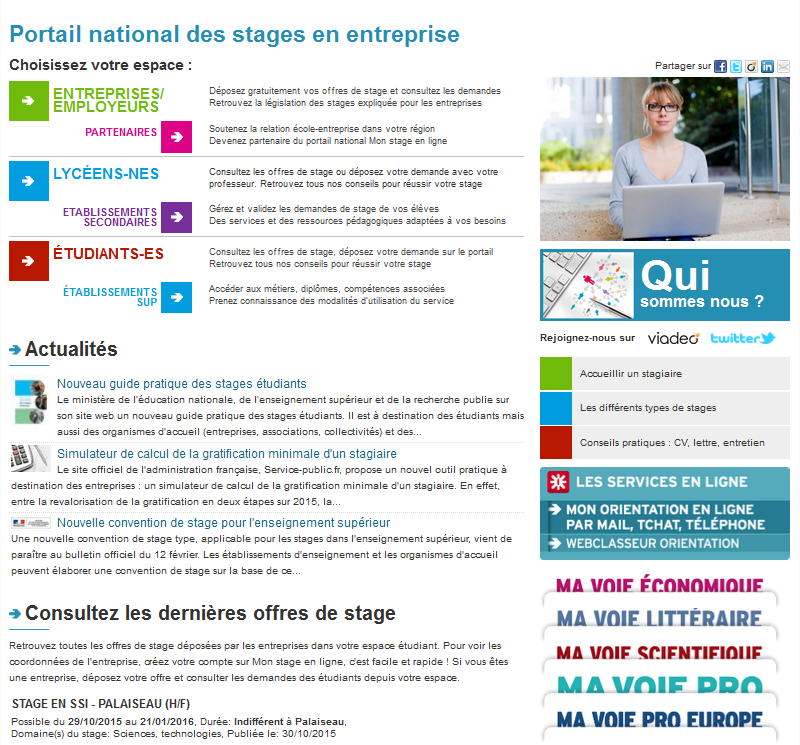 Portail national des stages en entreprise
Choisissez votre espace :
Partager sur
ENTREPRISES/
EMPLOYEURS
Déposez gratuitement vos offres de stage et consultez les demandes
Retrouvez la législation des stages expliquée pour les entreprises
PARTENAIRES
Soutenez la relation école-entreprise dans votre région
Devenez partenaire du portail national Mon stage en ligne
LYCÉENS-NES
Consultez les offres de stage ou déposez votre demande avec votre
professeur. Retrouvez tous nos conseils pour réussir votre stage
ETABLISSEMENTS
SECONDAIRES
Gérez et validez les demandes de stage de vos élèves
Des services et des ressources pédagogiques adaptées à vos besoins
ÉTUDIANTS-ES
Consultez les offres de stage, déposez votre demande sur le portail
Retrouvez tous nos conseils pour réussir votre stage
ÉTABLISSEMENTS
SUP
Accéder aux métiers, diplômes, compétences associées
Prenez connaissance des modalités d'utilisation du service
Qui
sommes nous ?
Rejoignez-nous sur viadeo twitter
Accueillir un stagiaire
Les différents types de stages
Conseils pratiques : CV, lettre, entretien
LES SERVICES EN LIGNE
MON ORIENTATION EN LIGNE
PAR MAIL, TCHAT, TÉLÉPHONE
WEBCLASSEUR ORIENTATION
MA VOIE ÉCONOMIQUE
MA VOIE LITTÉRAIRE
MA VOIE SCIENTIFIQUE
MA VOIE PRO
MA VOIE PRO EUROPE
Actualités
Nouveau guide pratique des stages étudiants
Le ministère de l'éducation nationale, de l'enseignement supérieur et de la recherche publie sur
son site web un nouveau guide pratique des stages étudiants. Il est à destination des étudiants mais
aussi des organismes d'accueil (entreprises, associations, collectivités) et des...
Simulateur de calcul de la gratification minimale d'un stagiaire
Le site officiel de l'administration française, Service-public.fr, propose un nouvel outil pratique à
destination des entreprises : un simulateur de calcul de la gratification minimale d'un stagiaire. En effet,
entre la revalorisation de la gratification en deux étapes sur 2015, la...
Nouvelle convention de stage pour l'enseignement supérieur
Une nouvelle convention de stage type, applicable pour les stages dans l'enseignement supérieur, vient de
paraître au bulletin officiel du 12 février. Les établissements d'enseignement et les organismes d'accueil
peuvent élaborer une convention de stage sur la base de ce...
Consultez les dernières offres de stage
Retrouvez toutes les offres de stage déposées par les entreprises dans votre espace étudiant. Pour voir les
coordonnées de l'entreprise, créez votre compte sur Mon stage en ligne, c'est facile et rapide ! Si vous êtes
une entreprise, déposez votre offre et consulter les demandes des étudiants depuis votre espace.
STAGE EN SSI - PALAISEAU (H/F)
Possible du 29/10/2015 au 21/01/2016, Durée: Indifférent à Palaiseau,
Domaine(s) du stage: Sciences, technologies, Publiée le: 30/10/2015